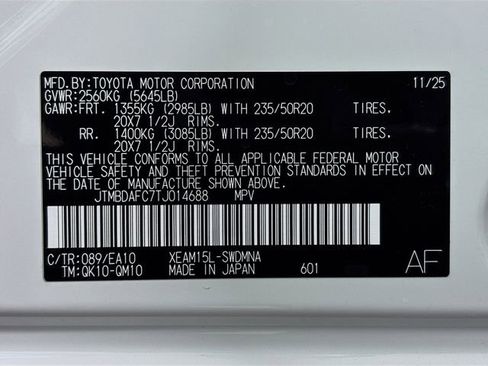 MFD.BY:TOYOTA MOTOR CORPORATION 11/25
GVWR:2560KG (5645LB)
GAWR:FRT. 1355KG (2985LB) WITH 235/50R20 TIRES.
20X7 1/2J RIMS.
RR. 1400KG (3085LB) WITH 235/50R20 TIRES.
20X7 1/2J RIMS.
THIS VEHICLE CONFORMS TO ALL APPLICABLE FEDERAL MOTOR
VEHICLE SAFETY AND THEFT PREVENTION STANDARDS IN EFFECT ON
THE DATE OF MANUFACTURE SHOWN ABOVE.
JTMBDAFC7TJ014688 MPV
C/TR:089/EA10 XEAM15L-SWDMNA
TM:QK10-QM10 MADE IN JAPAN 601 AF